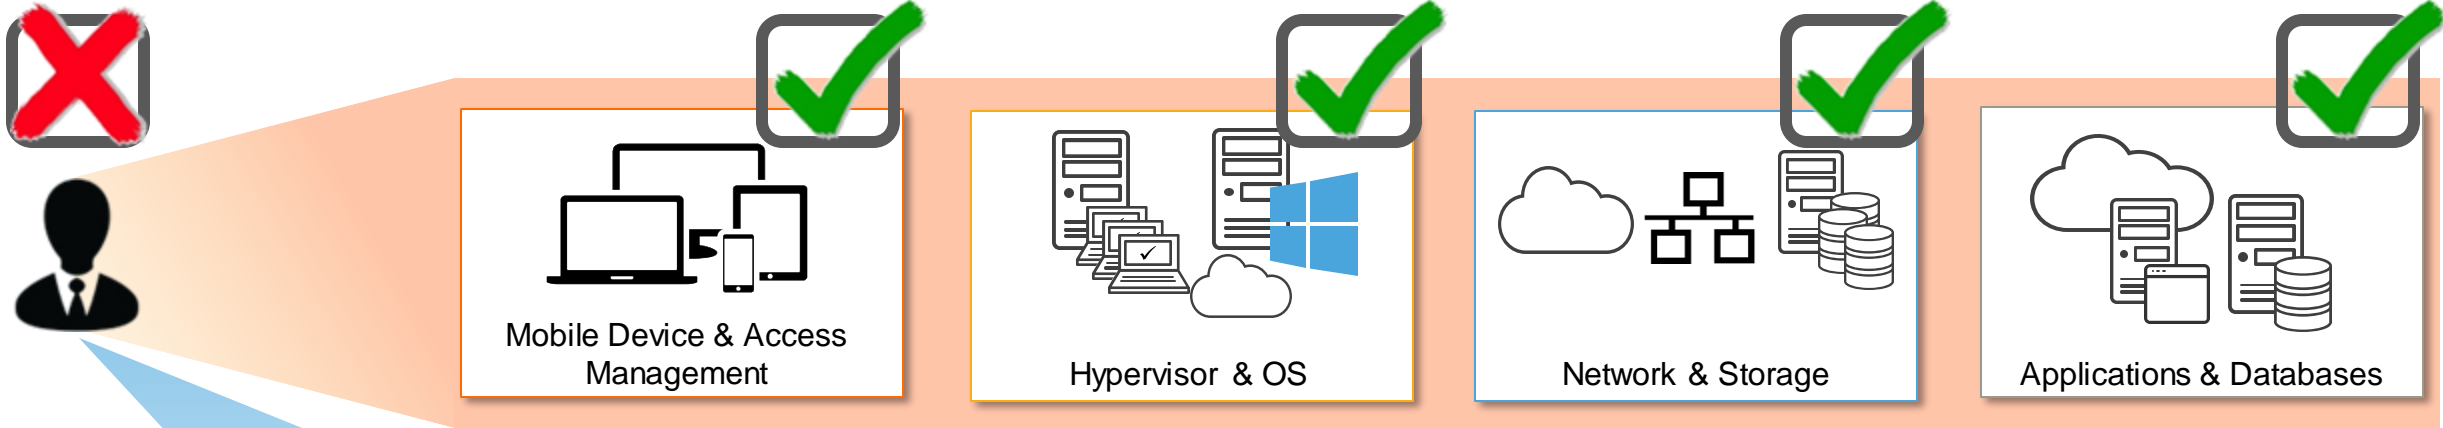 Mobile Device & Access
Management
Hypervisor & OS
Network & Storage
Applications & Databases